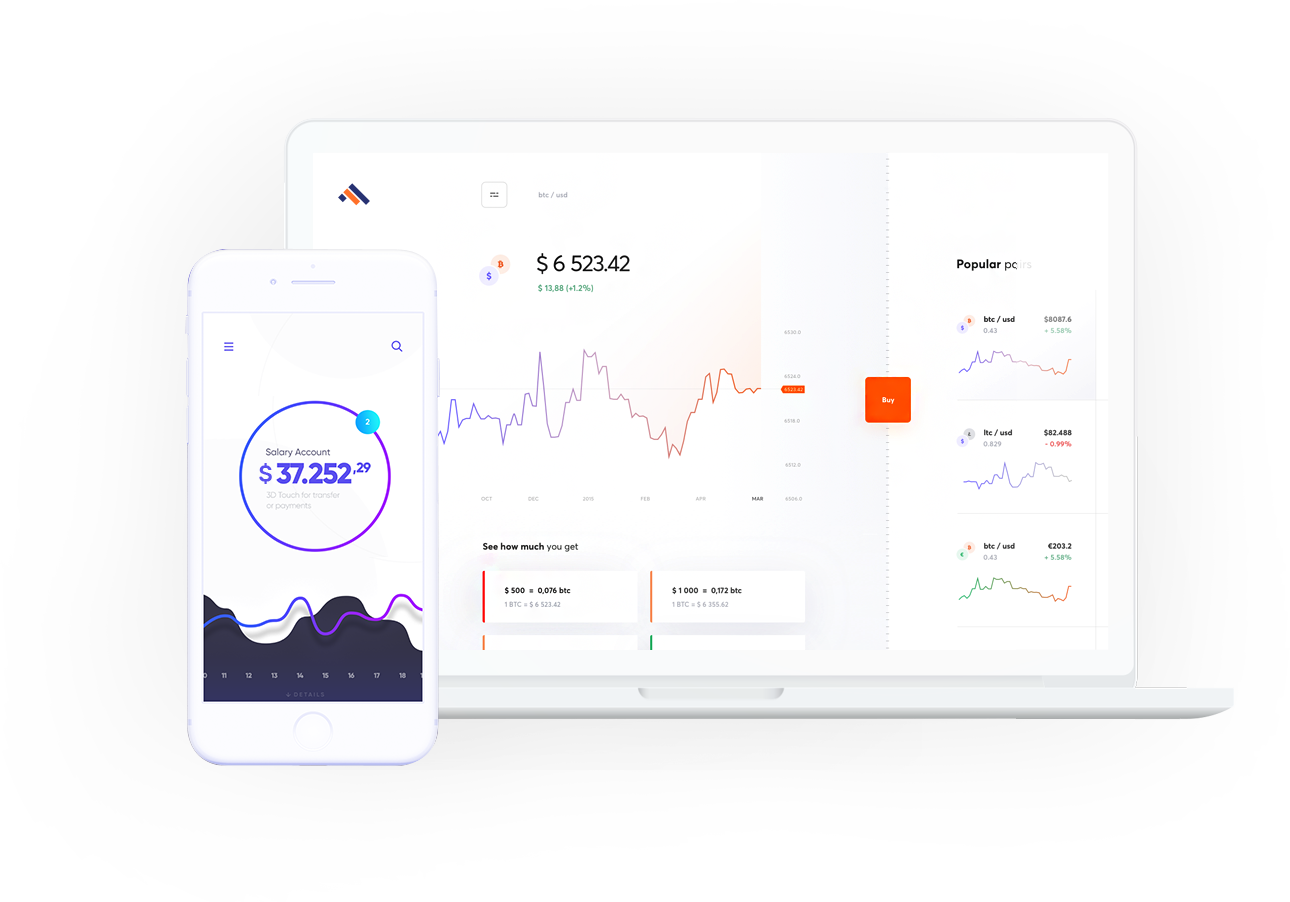 btc / usd
₿
$
$ 6 523.42
$ 13,88 (+1.2%)
6530.0
6524.0
6523.42
6518.0
6512.0
OCT DEC 2019 FEB APR MAR 6506.0
See how much you get
$ 500 = 0,076 btc
1 BTC = $ 6 523.42
$ 1 000 = 0,172 btc
1 BTC = $ 6 355.62
Buy
Popular
₿
$
btc / usd $8087.6
0.43 + 5.58%
$
ltc / usd $82.488
0.829 - 0.99%
₿
€
btc / usd €203.2
0.43 + 5.58%
2
Salary Account
$ 37.252,29
3D Touch for transfer
or payments
0 11 12 13 14 15 16 17 18 1
DETAILS